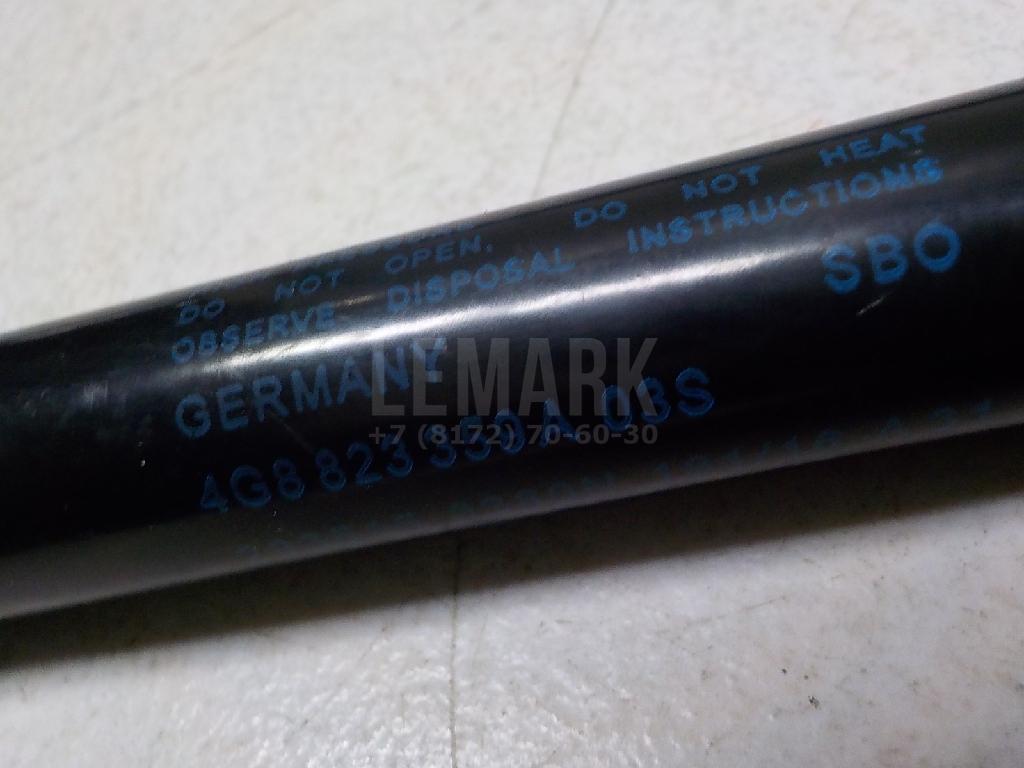 DO NOT OPEN. DO NOT HEAT
OBSERVE DISPOSAL INSTRUCTIONS
SBO
GERMANY
4G8 823 359A 03S
LEMARK
+7 (8172) 70-60-30